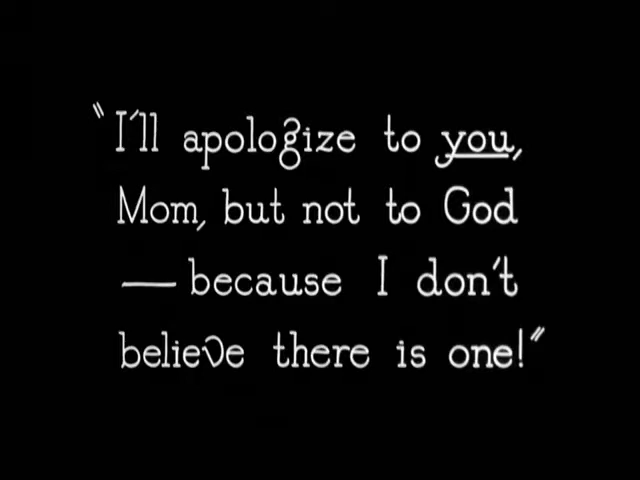 "I'll apologize to you,
Mom, but not to God
—because I don't
believe there is one!"